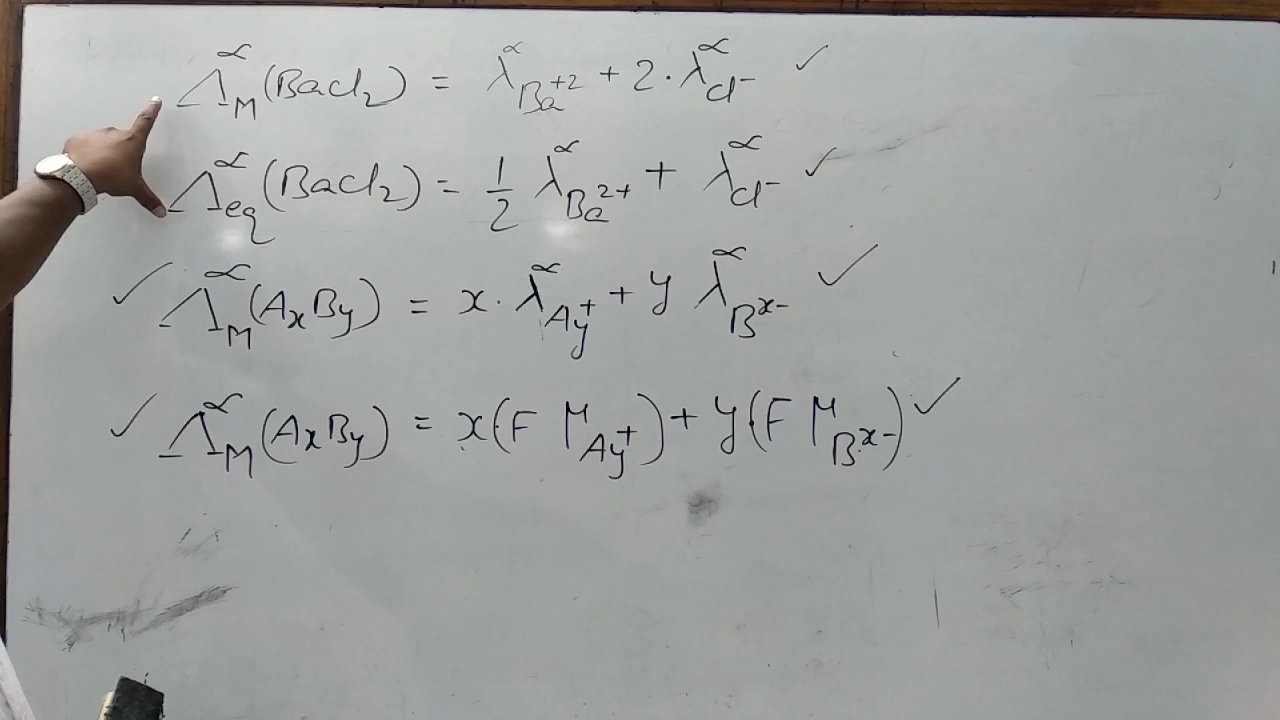 Λ∝M (BaCl2) = λ∝Ba+2 + 2·λ∝Cl- ✓
Λ∝eq (BaCl2) = 1/2 λ∝Ba2+ + λ∝Cl- ✓
✓ Λ∝M (AxBy) = x·λ∝Ay+ + y λ∝Bx- ✓
✓ Λ∝M (AxBy) = x(F μAy+) + y(F μBx-) ✓